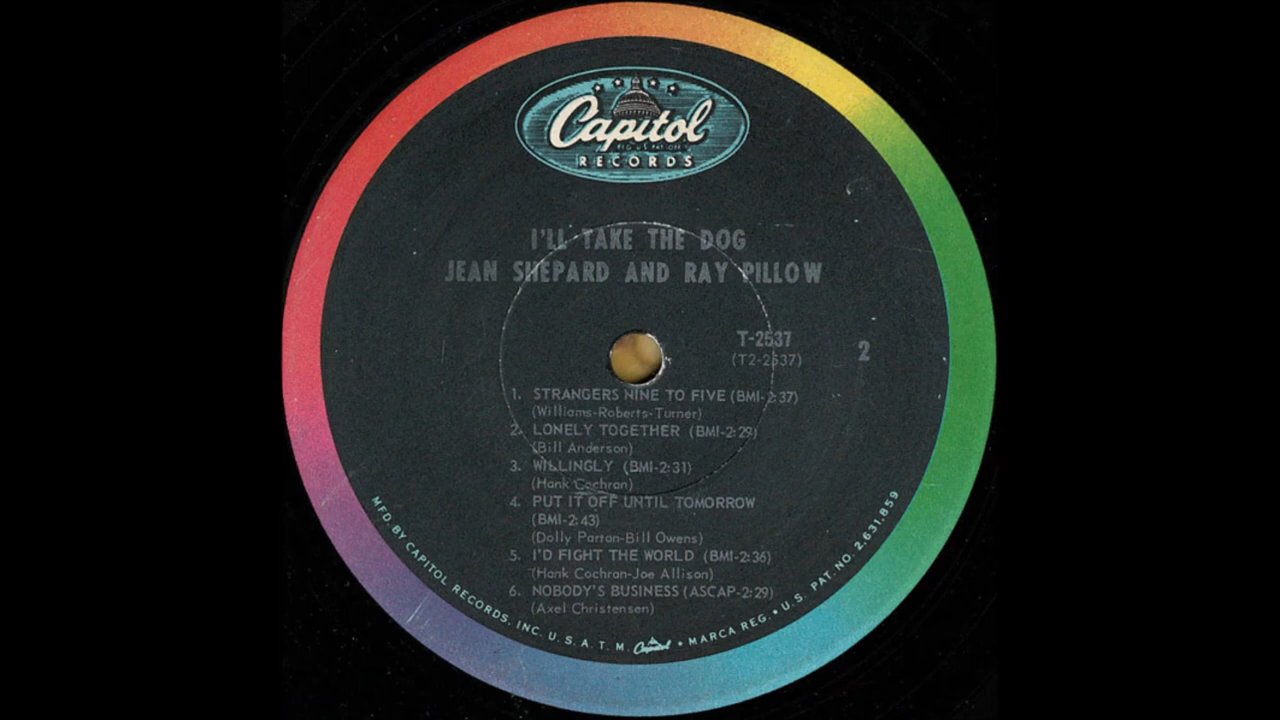 Capitol
RECORDS
I'LL TAKE THE DOG
JEAN SHEPARD AND RAY PILLOW
T-2537
(T2-2537)
2
1. STRANGERS NINE TO FIVE (BMI-2:37)
(Williams-Roberts-Turner)
2. LONELY TOGETHER (BMI-2:29)
(Bill Anderson)
3. WILLINGLY (BMI-2:31)
(Hank Cochran)
4. PUT IT OFF UNTIL TOMORROW
(BMI-2:43)
(Dolly Parton-Bill Owens)
5. I'D FIGHT THE WORLD (BMI-2:36)
(Hank Cochran-Joe Allison)
6. NOBODY'S BUSINESS (ASCAP-2:29)
(Axel Christensen)
MFD. BY CAPITOL RECORDS, INC. U. S. A. T. M. Capitol • MARCA REG. • U.S. PAT. NO. 2,631,859